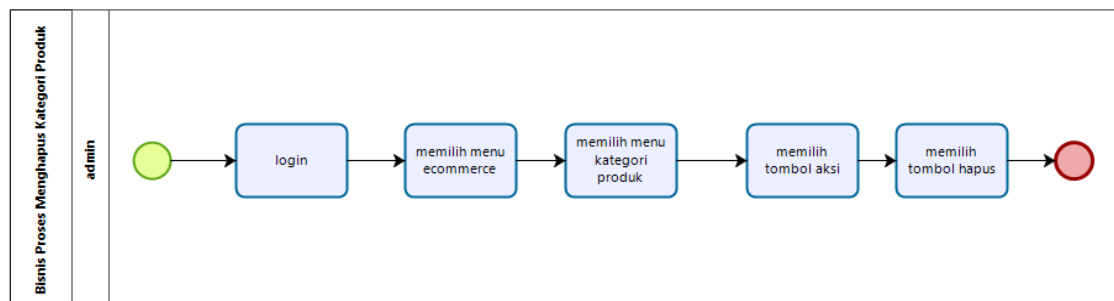 Bisnis Proses Menghapus Kategori Produk
admin
login
memilih menu
ecommerce
memilih menu
kategori
produk
memilih
tombol aksi
memilih
tombol hapus